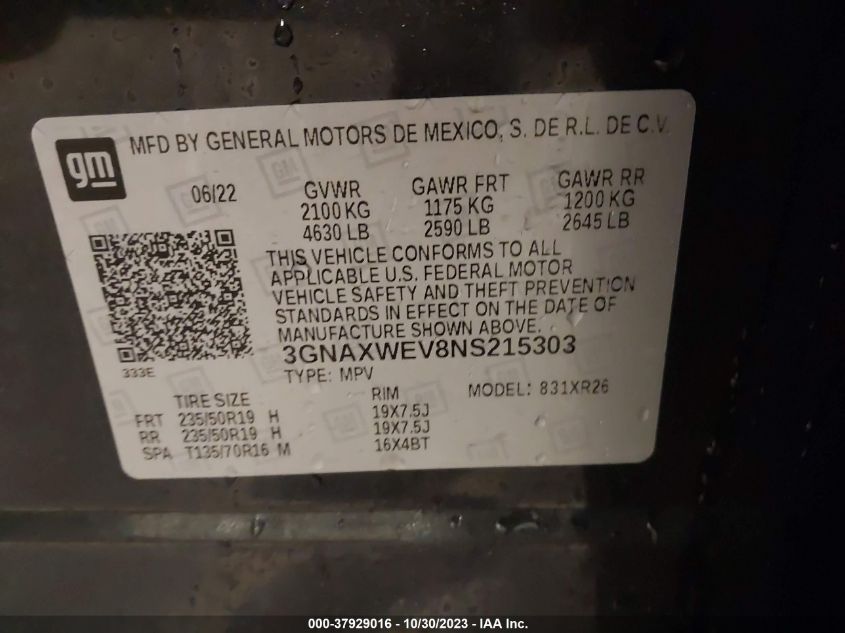 gm
MFD BY GENERAL MOTORS DE MEXICO, S. DE R.L. DE C.V.
06/22 GVWR GAWR FRT GAWR RR
2100 KG 1175 KG 1200 KG
4630 LB 2590 LB 2645 LB
THIS VEHICLE CONFORMS TO ALL
APPLICABLE U.S. FEDERAL MOTOR
VEHICLE SAFETY AND THEFT PREVENTION
STANDARDS IN EFFECT ON THE DATE OF
MANUFACTURE SHOWN ABOVE.
3GNAXWEV8NS215303
333E
TYPE: MPV MODEL: 831XR26
TIRE SIZE RIM
FRT 235/50R19 H 19X7.5J
RR 235/50R19 H 19X7.5J
SPA T135/70R16 M 16X4BT
000-37929016 - 10/30/2023 - IAA Inc.